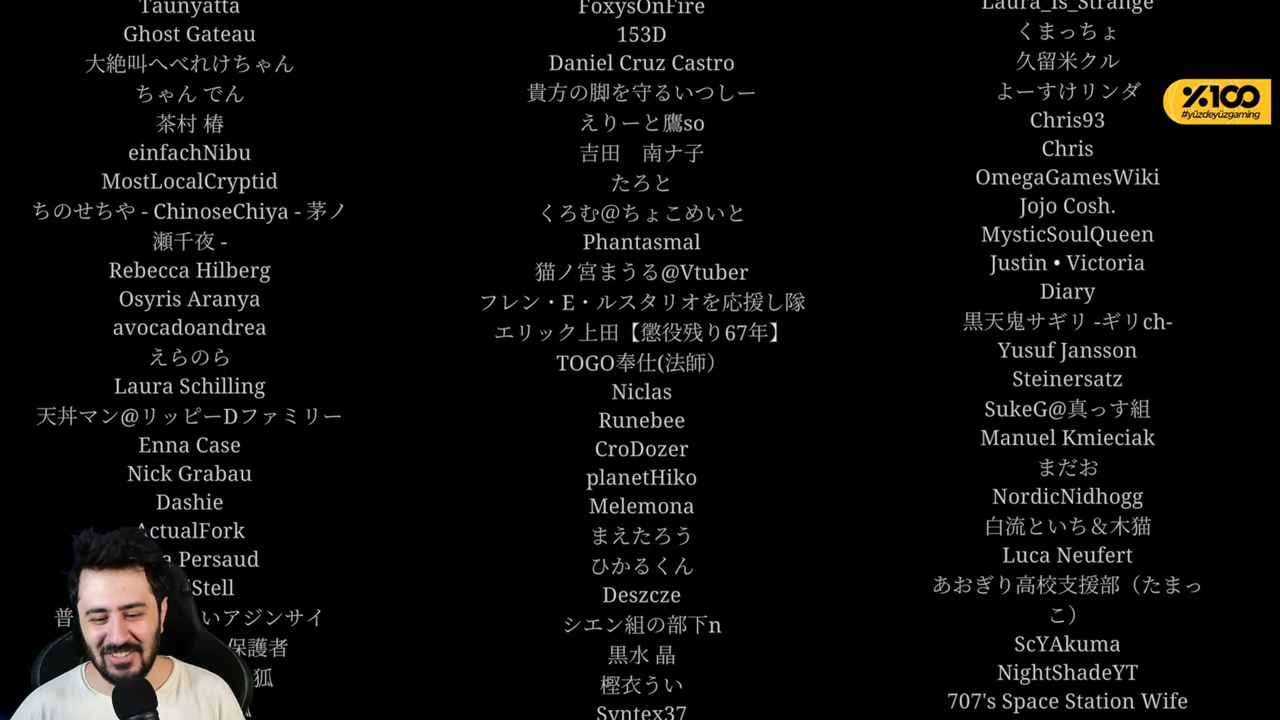 Taunyatta
Ghost Gateau
大絶叫へべれけちゃん
ちゃん でん
茶村 椿
einfachNibu
MostLocalCryptid
ちのせちや - ChinoseChiya - 茅ノ
瀬千夜 -
Rebecca Hilberg
Osyris Aranya
avocadoandrea
えらのら
Laura Schilling
天丼マン@リッピーDファミリー
Enna Case
Nick Grabau
Dashie
ActualFork
Persaud
Stell
普
いアジンサイ
保護者
狐
FoxysOnFire
153D
Daniel Cruz Castro
貴方の脚を守るいつしー
えりーと鷹so
吉田　南ナ子
たろと
くろむ@ちょこめいと
Phantasmal
猫ノ宮まうる@Vtuber
フレン・E・ルスタリオを応援し隊
エリック上田【懲役残り67年】
TOGO奉仕(法師）
Niclas
Runebee
CroDozer
planetHiko
Melemona
まえたろう
ひかるくん
Deszcze
シエン組の部下n
黒水 晶
樫衣うい
Syntex37
Laura_Is_Strange
くまっちょ
久留米クル
よーすけリンダ
Chris93
Chris
OmegaGamesWiki
Jojo Cosh.
MysticSoulQueen
Justin • Victoria
Diary
黒天鬼サギリ -ギリch-
Yusuf Jansson
Steinersatz
SukeG@真っす組
Manuel Kmieciak
まだお
NordicNidhogg
白流といち＆木猫
Luca Neufert
あおぎり高校支援部（たまっ
こ）
ScYAkuma
NightShadeYT
707's Space Station Wife
%100
#yüzdeyüzgaming